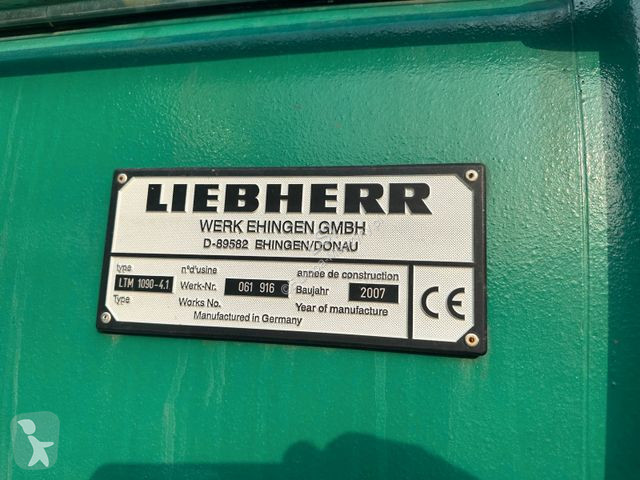 LIEBHERR
WERK EHINGEN GMBH
D-89582 EHINGEN/DONAU
type n°d'usine année de construction
LTM 1090-4.1 Werk-Nr. 061 916 Baujahr 2007
Type Works No. Year of manufacture
Manufactured in Germany
CE